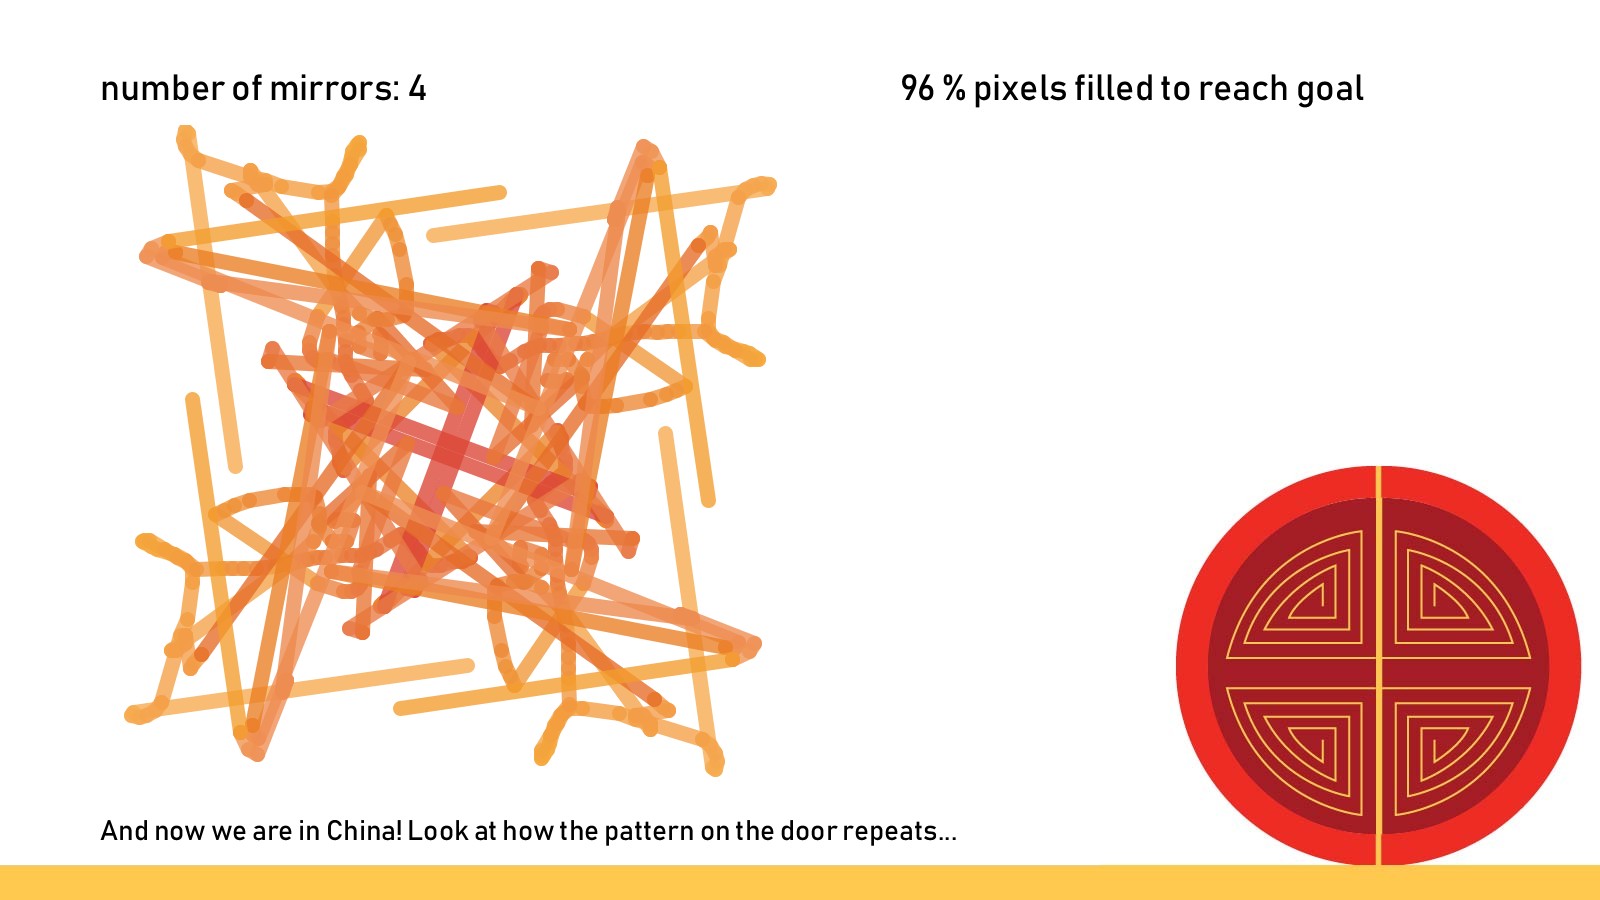 number of mirrors: 4
96 % pixels filled to reach goal
And now we are in China! Look at how the pattern on the door repeats...